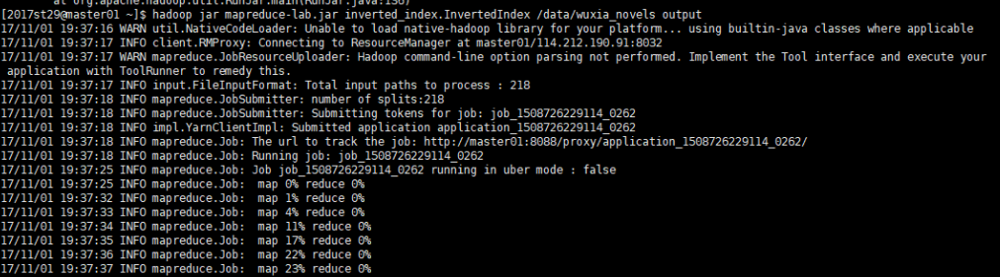 at org.apache.hadoop.util.RunJar.main(RunJar.java:136)
[2017st29@master01 ~]$ hadoop jar mapreduce-lab.jar inverted_index.InvertedIndex /data/wuxia_novels output
17/11/01 19:37:16 WARN util.NativeCodeLoader: Unable to load native-hadoop library for your platform... using builtin-java classes where applicable
17/11/01 19:37:17 INFO client.RMProxy: Connecting to ResourceManager at master01/114.212.190.91:8032
17/11/01 19:37:17 WARN mapreduce.JobResourceUploader: Hadoop command-line option parsing not performed. Implement the Tool interface and execute your
application with ToolRunner to remedy this.
17/11/01 19:37:17 INFO input.FileInputFormat: Total input paths to process : 218
17/11/01 19:37:18 INFO mapreduce.JobSubmitter: number of splits:218
17/11/01 19:37:18 INFO mapreduce.JobSubmitter: Submitting tokens for job: job_1508726229114_0262
17/11/01 19:37:18 INFO impl.YarnClientImpl: Submitted application application_1508726229114_0262
17/11/01 19:37:18 INFO mapreduce.Job: The url to track the job: http://master01:8088/proxy/application_1508726229114_0262/
17/11/01 19:37:18 INFO mapreduce.Job: Running job: job_1508726229114_0262
17/11/01 19:37:25 INFO mapreduce.Job: Job job_1508726229114_0262 running in uber mode : false
17/11/01 19:37:25 INFO mapreduce.Job:  map 0% reduce 0%
17/11/01 19:37:32 INFO mapreduce.Job:  map 1% reduce 0%
17/11/01 19:37:33 INFO mapreduce.Job:  map 4% reduce 0%
17/11/01 19:37:34 INFO mapreduce.Job:  map 11% reduce 0%
17/11/01 19:37:35 INFO mapreduce.Job:  map 17% reduce 0%
17/11/01 19:37:36 INFO mapreduce.Job:  map 22% reduce 0%
17/11/01 19:37:37 INFO mapreduce.Job:  map 23% reduce 0%